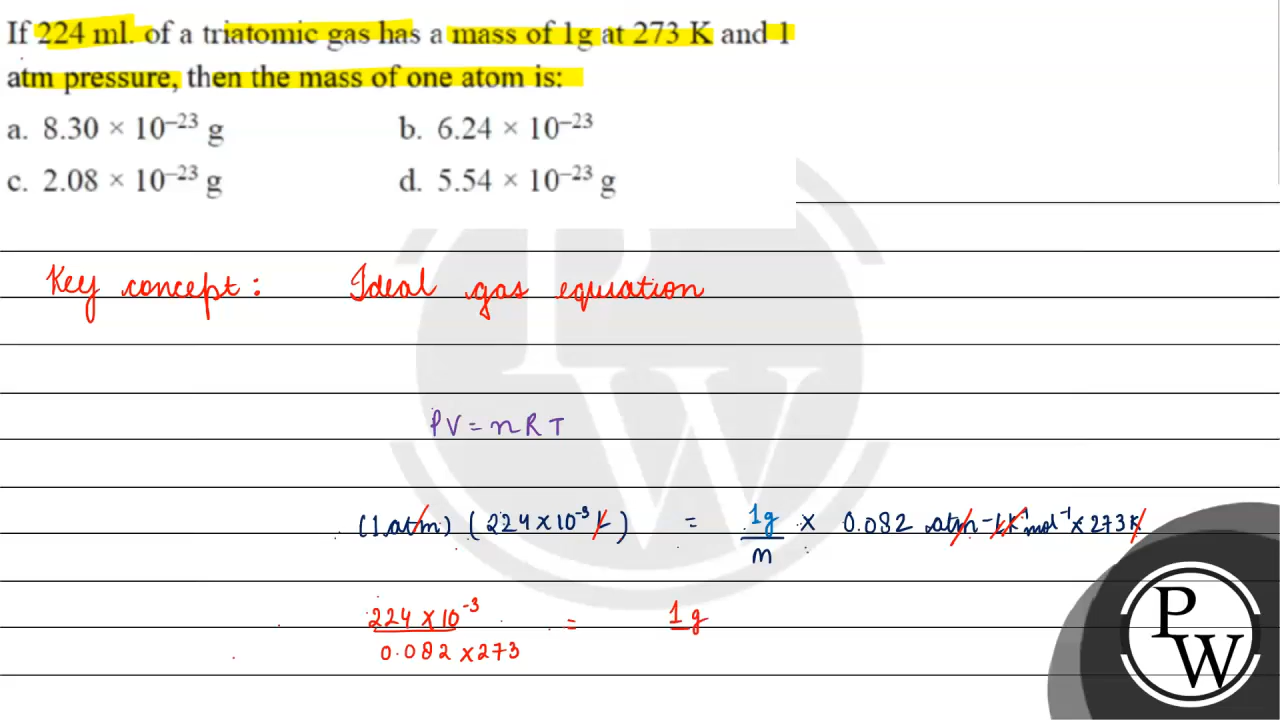 If 224 ml. of a triatomic gas has a mass of 1g at 273 K and 1
atm pressure, then the mass of one atom is:
a. 8.30 × 10⁻²³ g b. 6.24 × 10⁻²³
c. 2.08 × 10⁻²³ g d. 5.54 × 10⁻²³ g
Key concept: Ideal gas equation
PV = nRT
(1 atm) (224 × 10⁻³ L) = 1g/m × 0.082 atm-L K⁻¹ mol⁻¹ × 273 K
224 × 10⁻³ / 0.082 × 273 = 1g
P
W
P
W